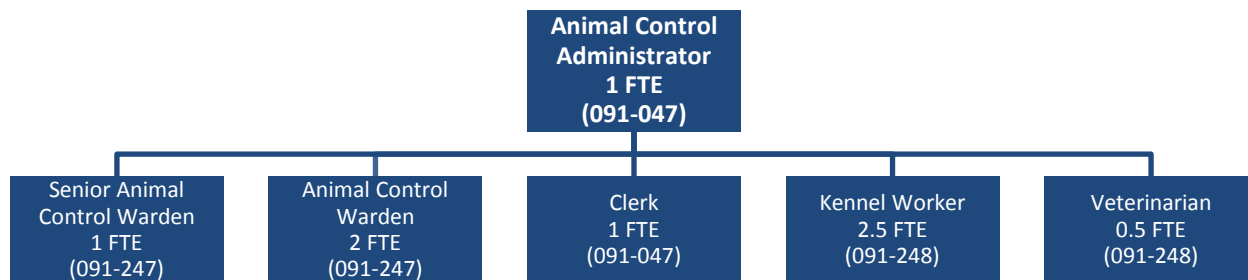 Animal Control
Administrator
1 FTE
(091-047)
Senior Animal
Control Warden
1 FTE
(091-247)
Animal Control
Warden
2 FTE
(091-247)
Clerk
1 FTE
(091-047)
Kennel Worker
2.5 FTE
(091-248)
Veterinarian
0.5 FTE
(091-248)